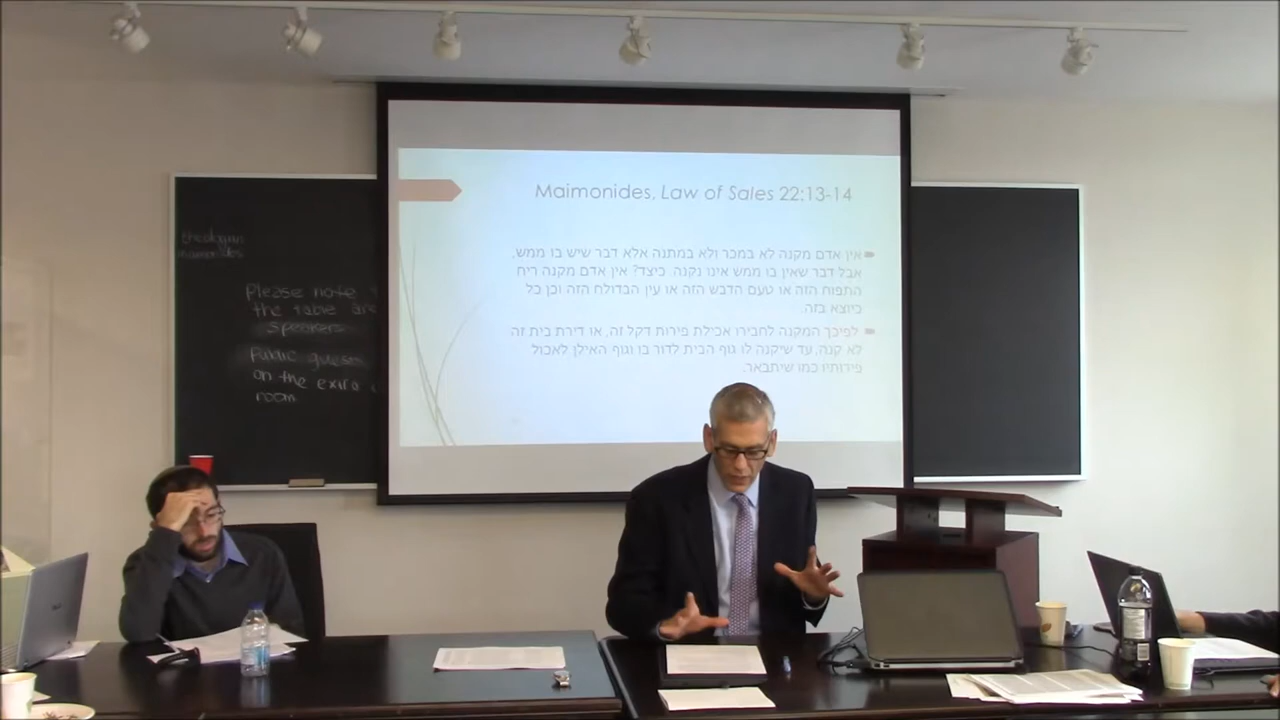 Maimonides, Law of Sales 22:13-14
אין אדם מקנה לא במכר ולא במתנה אלא דבר שיש בו ממש,
אבל דבר שאין בו ממש אינו נקנה. כיצד? אין אדם מקנה ריח
התפוח הזה או טעם הדבש הזה או עין הבדולח הזה וכן כל
כיוצא בזה.
לפיכך המקנה לחבירו אכילת פירות דקל זה, או דירת בית זה
לא קנה, עד שיקנה לו גוף הבית לדור בו וגוף האילן לאכול
פירותיו כמו שיתבאר.
theologian
maimonides
please note
the table are
speakers
Public guests
on the extra
room